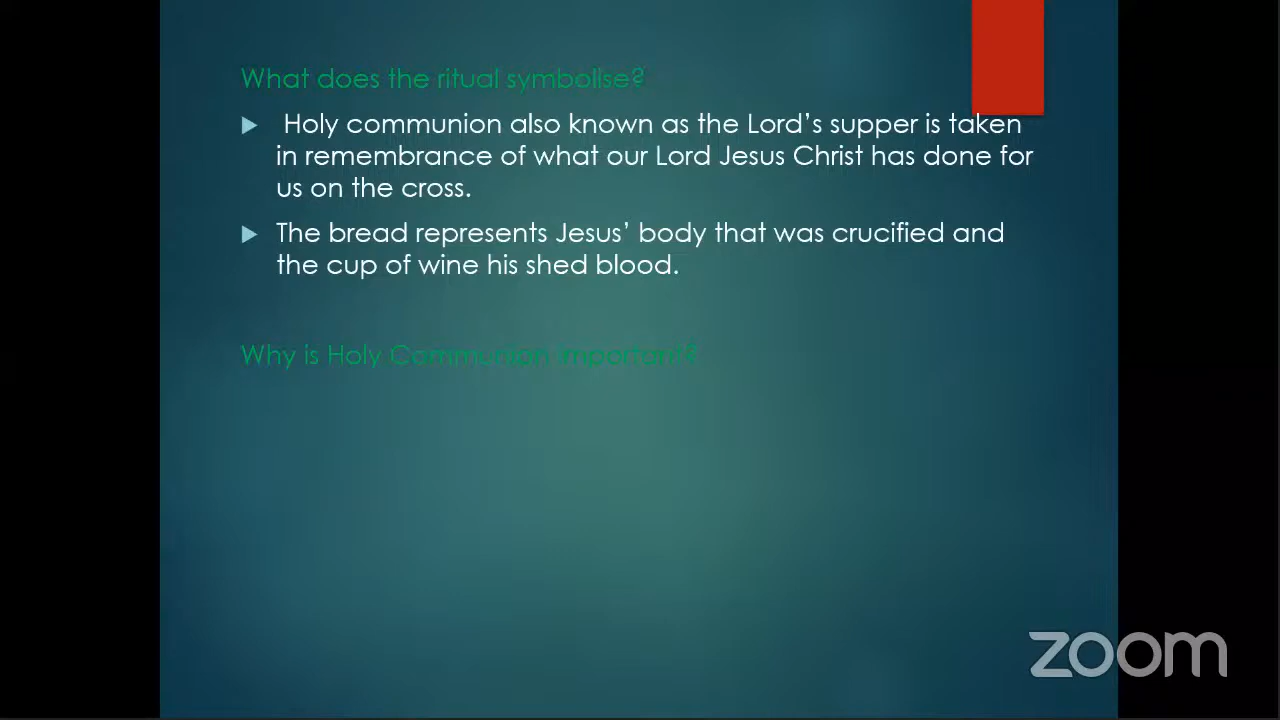 What does the ritual symbolise?
Holy communion also known as the Lord's supper is taken
in remembrance of what our Lord Jesus Christ has done for
us on the cross.
The bread represents Jesus' body that was crucified and
the cup of wine his shed blood.
Why is Holy Communion important?
zoom